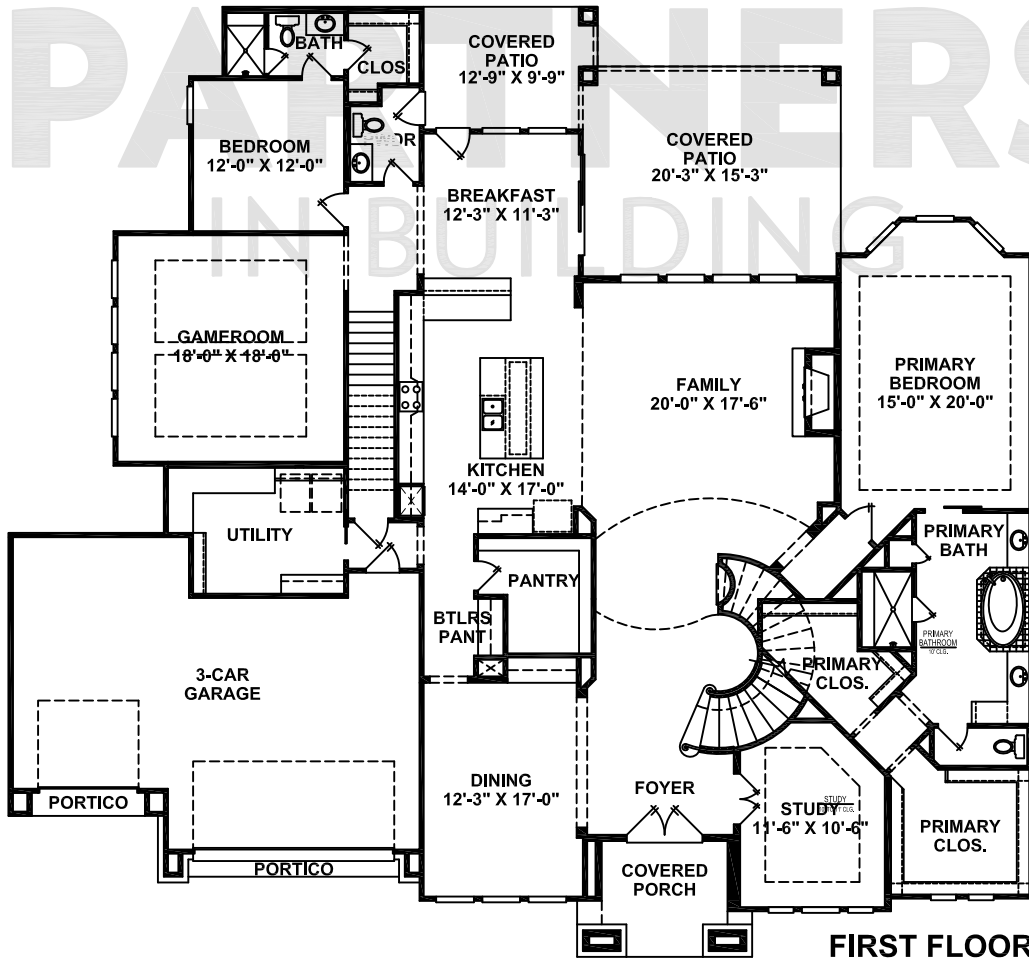 PARTNERS
IN BUILDING
BATH
CLOS
COVERED
PATIO
12'-9" X 9'-9"
BEDROOM
12'-0" X 12'-0"
BREAKFAST
12'-3" X 11'-3"
COVERED
PATIO
20'-3" X 15'-3"
GAMEROOM
18'-0" X 18'-0"
FAMILY
20'-0" X 17'-6"
PRIMARY
BEDROOM
15'-0" X 20'-0"
KITCHEN
14'-0" X 17'-0"
UTILITY
PANTRY
BTLRS
PANT
PRIMARY
BATH
PRIMARY
BATHROOM
10' CLG.
PRIMARY
CLOS.
3-CAR
GARAGE
PORTICO
PORTICO
DINING
12'-3" X 17'-0"
FOYER
STUDY
11'-6" X 10'-6"
STUDY
CLG.
PRIMARY
CLOS.
COVERED
PORCH
FIRST FLOOR